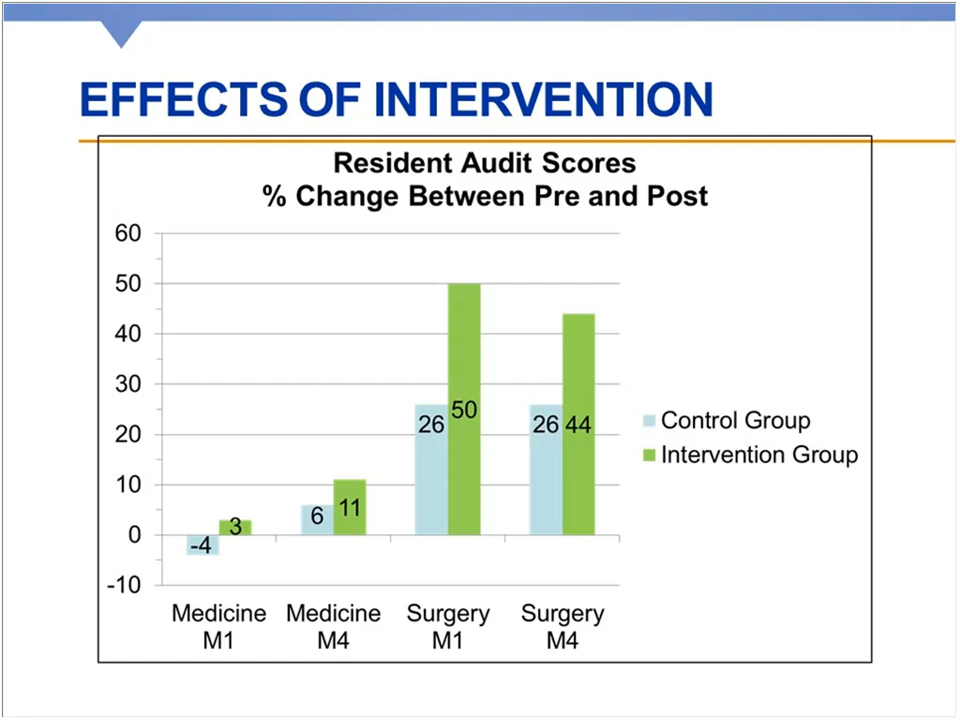 EFFECTS OF INTERVENTION
Resident Audit Scores
% Change Between Pre and Post
60
50
40
30
20
10
0
-10
-4
3
6
11
26
50
26
44
Medicine M1
Medicine M4
Surgery M1
Surgery M4
Control Group
Intervention Group